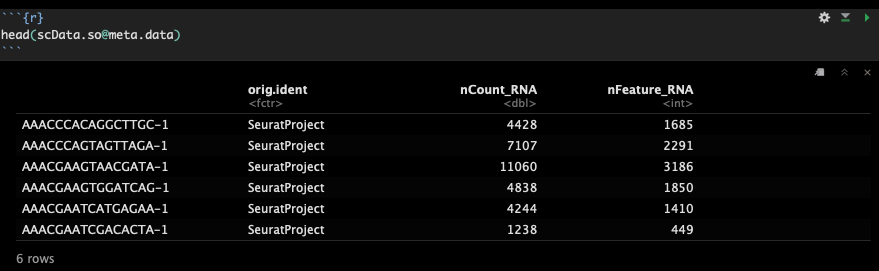 ```{r}
head(scData.so@meta.data)
```
orig.ident nCount_RNA nFeature_RNA
<fctr> <dbl> <int>
AAACCCACAGGCTTGC-1 SeuratProject 4428 1685
AAACCCAGTAGTTAGA-1 SeuratProject 7107 2291
AAACGAAGTAACGATA-1 SeuratProject 11060 3186
AAACGAAGTGGATCAG-1 SeuratProject 4838 1850
AAACGAATCATGAGAA-1 SeuratProject 4244 1410
AAACGAATCGACACTA-1 SeuratProject 1238 449
6 rows